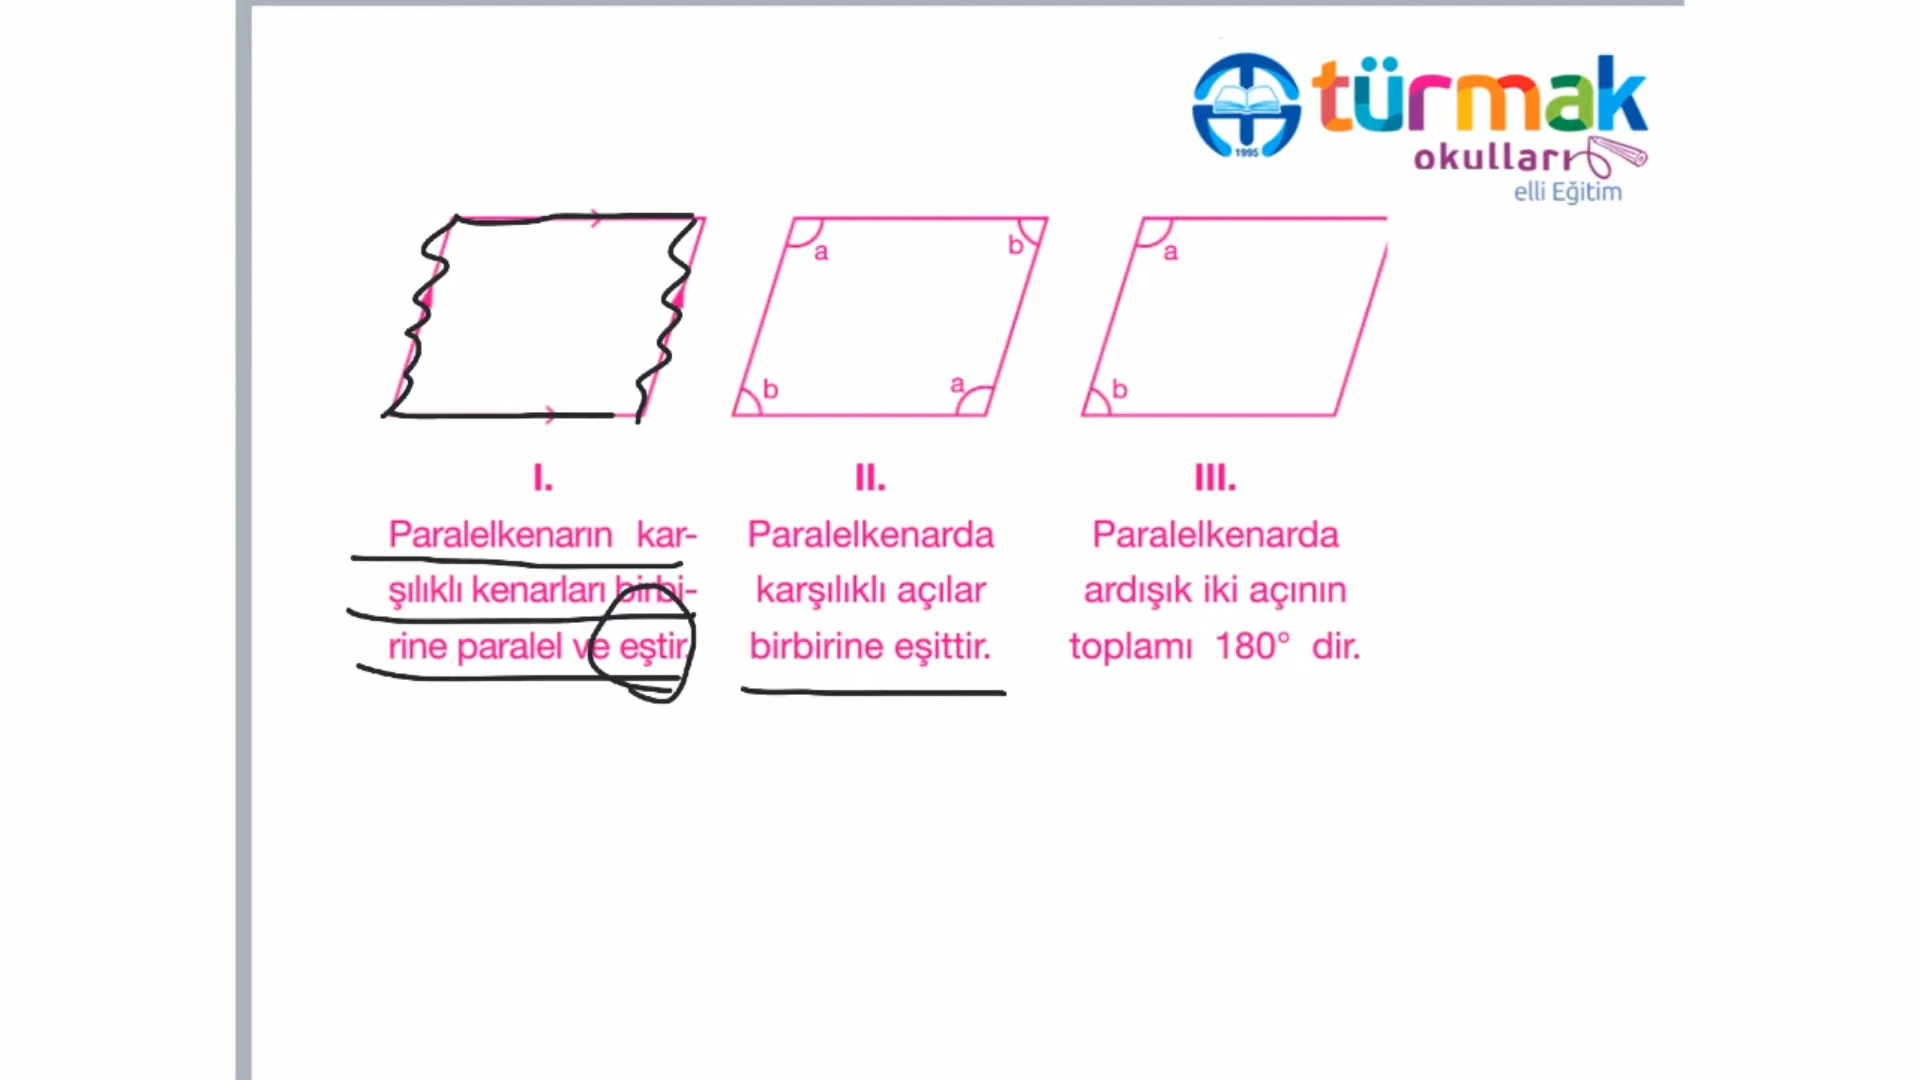 türmak
okulları
elli Eğitim
1995
a
b
b
a
a
b
I.
Paralelkenarın kar-
şılıklı kenarları birbi-
rine paralel ve eştir.
II.
Paralelkenarda
karşılıklı açılar
birbirine eşittir.
III.
Paralelkenarda
ardışık iki açının
toplamı 180° dir.